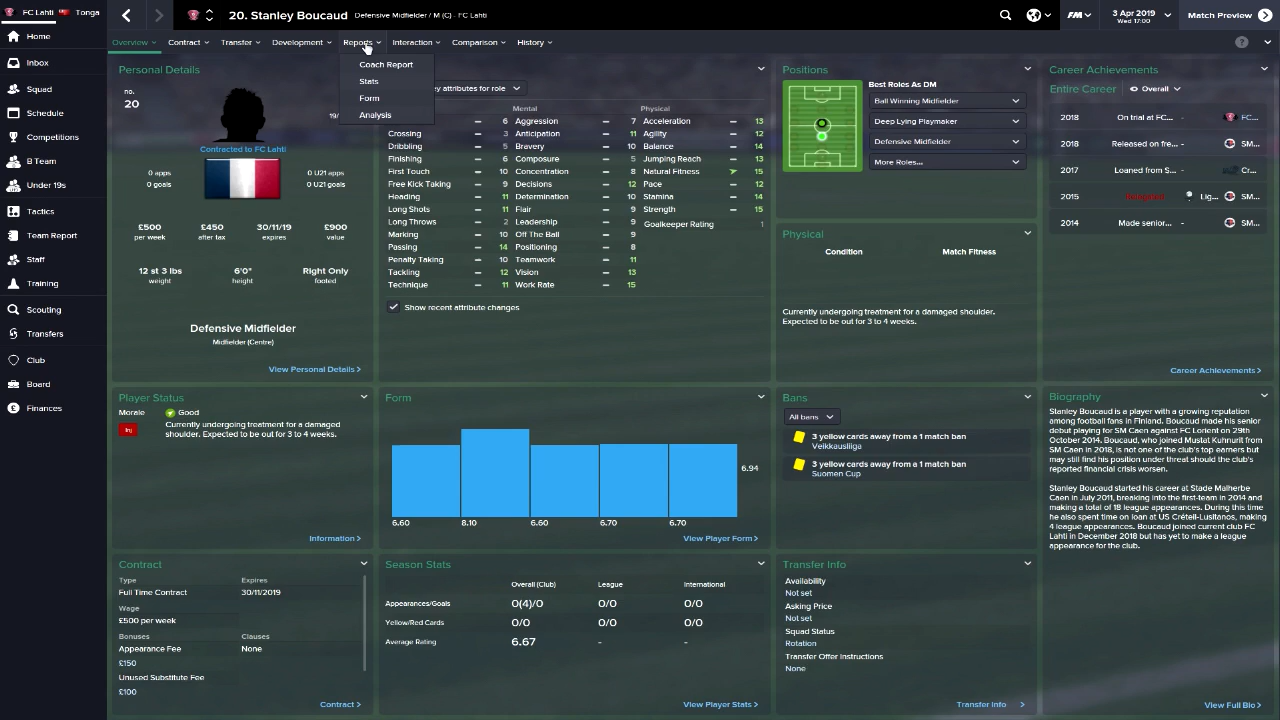 FC Lahti
Tonga
20. Stanley Boucaud
Defensive Midfielder / M (C) - FC Lahti
FM
3 Apr 2019
Wed 17:00
Match Preview
Home
Inbox
Squad
Schedule
Competitions
B Team
Under 19s
Tactics
Team Report
Staff
Training
Scouting
Transfers
Club
Board
Finances
Overview
Contract
Transfer
Development
Reports
Interaction
Comparison
History
?
Coach Report
Stats
Form
Analysis
Personal Details
no.
20
19/
Contracted to FC Lahti
0 apps
0 goals
0 U21 apps
0 U21 goals
£500
per week
£450
after tax
30/11/19
expires
£900
value
12 st 3 lbs
weight
6'0"
height
Right Only
footed
Defensive Midfielder
Midfielder (Centre)
View Personal Details >
ey attributes for role
Mental
Physical
6 Aggression 7 Acceleration 13
Crossing 3 Anticipation 11 Agility 12
Dribbling 5 Bravery 10 Balance 14
Finishing 6 Composure 5 Jumping Reach 13
First Touch 10 Concentration 8 Natural Fitness 15
Free Kick Taking 9 Decisions 12 Pace 12
Heading 11 Determination 10 Stamina 14
Long Shots 11 Flair 9 Strength 15
Long Throws 2 Leadership 9 Goalkeeper Rating 1
Marking 10 Off The Ball 9
Passing 14 Positioning 8
Penalty Taking 10 Teamwork 11
Tackling 12 Vision 13
Technique 11 Work Rate 15
Show recent attribute changes
Positions
Best Roles As DM
Ball Winning Midfielder
Deep Lying Playmaker
Defensive Midfielder
More Roles...
Physical
Condition
Match Fitness
Currently undergoing treatment for a damaged shoulder.
Expected to be out for 3 to 4 weeks.
Career Achievements
Overall
Entire Career
2018 On trial at FC... - FC...
2018 Released on fre... - SM...
2017 Loaned from S... - Cr...
2015 - Lig... SM...
2014 Made senior... - SM...
Career Achievements >
Player Status
Morale
Good
Inj
Currently undergoing treatment for a damaged
shoulder. Expected to be out for 3 to 4 weeks.
Information >
Form
6.94
6.60 8.10 6.60 6.70 6.70
View Player Form >
Bans
All bans
3 yellow cards away from a 1 match ban
Veikkausliiga
3 yellow cards away from a 1 match ban
Suomen Cup
Biography
Stanley Boucaud is a player with a growing reputation
among football fans in Finland. Boucaud made his senior
debut playing for SM Caen against FC Lorient on 29th
October 2014. Boucaud, who joined Mustat Kuhnurit from
SM Caen in 2018, is not one of the club's top earners but
may still find his position under threat should the club's
reported financial crisis worsen.
Stanley Boucaud started his career at Stade Malherbe
Caen in July 2011, breaking into the first-team in 2014 and
making a total of 18 league appearances. During this time
he also spent time on loan at US Créteil-Lusitanos, making
4 league appearances. Boucaud joined current club FC
Lahti in December 2018 but has yet to make a league
appearance for the club.
View Full Bio >
Contract
Type
Full Time Contract
Expires
30/11/2019
Wage
£500 per week
Bonuses
Appearance Fee
£150
Unused Substitute Fee
£100
Clauses
None
Contract >
Season Stats
Overall (Club) League International
Appearances/Goals 0(4)/0 0/0 0/0
Yellow/Red Cards 0/0 0/0 0/0
Average Rating 6.67 - -
View Player Stats >
Transfer Info
Availability
Not set
Asking Price
Not set
Squad Status
Rotation
Transfer Offer Instructions
None
Transfer Info >